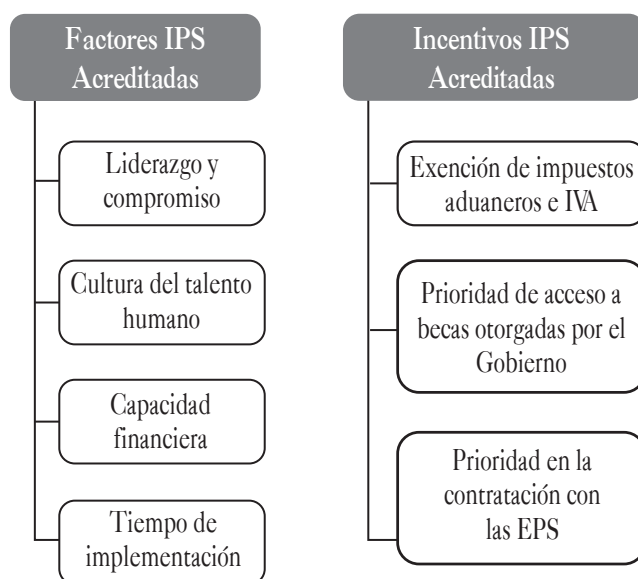 Factores IPS
Acreditadas
Liderazgo y
compromiso
Cultura del talento
humano
Capacidad
financiera
Tiempo de
implementación
Incentivos IPS
Acreditadas
Exención de impuestos
aduaneros e IVA
Prioridad de acceso a
becas otorgadas por el
Gobierno
Prioridad en la
contratación con
las EPS